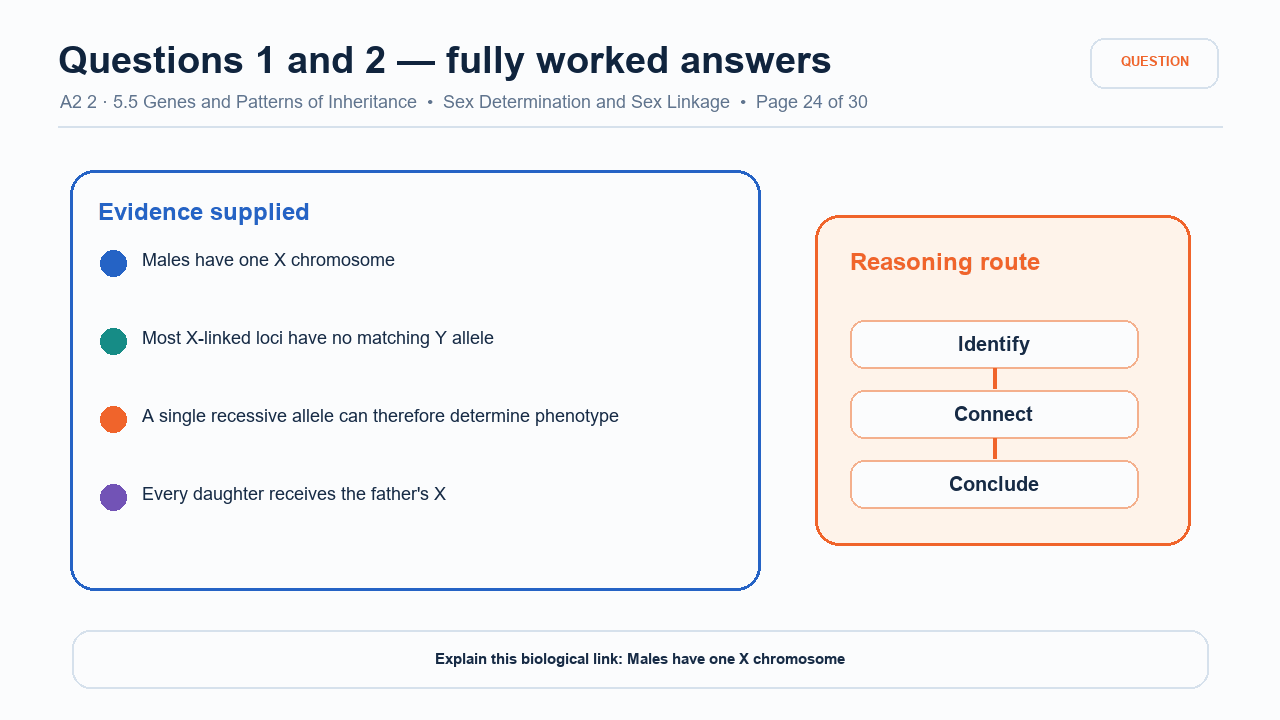 Questions 1 and 2 — fully worked answers
QUESTION
A2 2 · 5.5 Genes and Patterns of Inheritance • Sex Determination and Sex Linkage • Page 24 of 30
Evidence supplied
Males have one X chromosome
Most X-linked loci have no matching Y allele
A single recessive allele can therefore determine phenotype
Every daughter receives the father's X
Reasoning route
Identify
Connect
Conclude
Explain this biological link: Males have one X chromosome